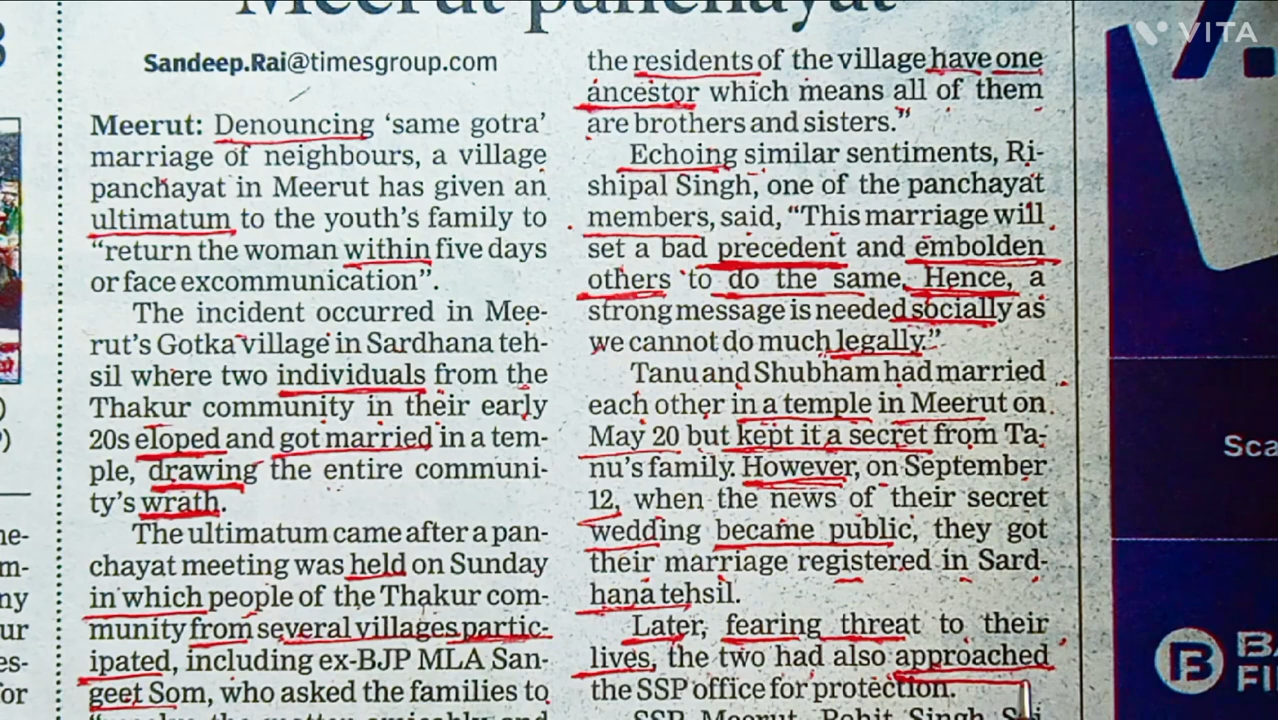 Meerut panchayat
VITA
Sandeep.Rai@timesgroup.com
Meerut: Denouncing ‘same gotra’
marriage of neighbours, a village
panchayat in Meerut has given an
ultimatum to the youth’s family to
“return the woman within five days
or face excommunication”.
The incident occurred in Mee-
rut’s Gotka village in Sardhana teh-
sil where two individuals from the
Thakur community in their early
20s eloped and got married in a tem-
ple, drawing the entire communi-
ty’s wrath.
The ultimatum came after a pan-
chayat meeting was held on Sunday
in which people of the Thakur com-
munity from several villages partic-
ipated, including ex-BJP MLA San-
geet Som, who asked the families to
the residents of the village have one
ancestor which means all of them
are brothers and sisters.”
Echoing similar sentiments, Ri-
shipal Singh, one of the panchayat
members, said, “This marriage will
set a bad precedent and embolden
others to do the same. Hence, a
strong message is needed socially as
we cannot do much legally.”
Tanu and Shubham had married
each other in a temple in Meerut on
May 20 but kept it a secret from Ta-
nu’s family. However, on September
12, when the news of their secret
wedding became public, they got
their marriage registered in Sard-
hana tehsil.
Later, fearing threat to their
lives, the two had also approached
the SSP office for protection.
SSP Meerut, Rohit Singh
Sca